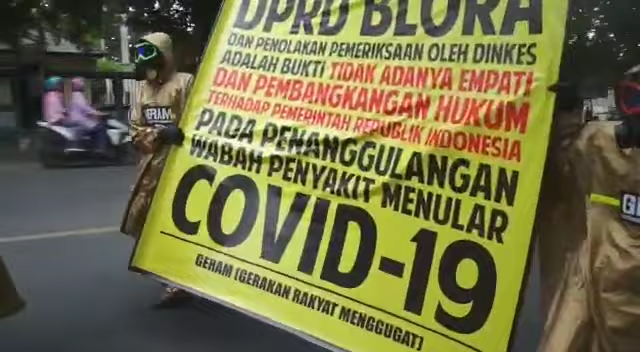 DPRD BLORA
DAN PENOLAKAN PEMERIKSAAN OLEH DINKES
ADALAH BUKTI TIDAK ADANYA EMPATI
DAN PEMBANGKANGAN HUKUM
TERHADAP PEMERINTAH REPUBLIK INDONESIA
PADA PENANGGULANGAN
WABAH PENYAKIT MENULAR
COVID-19
GERAM [GERAKAN RAKYAT MENGGUGAT]
GERAM